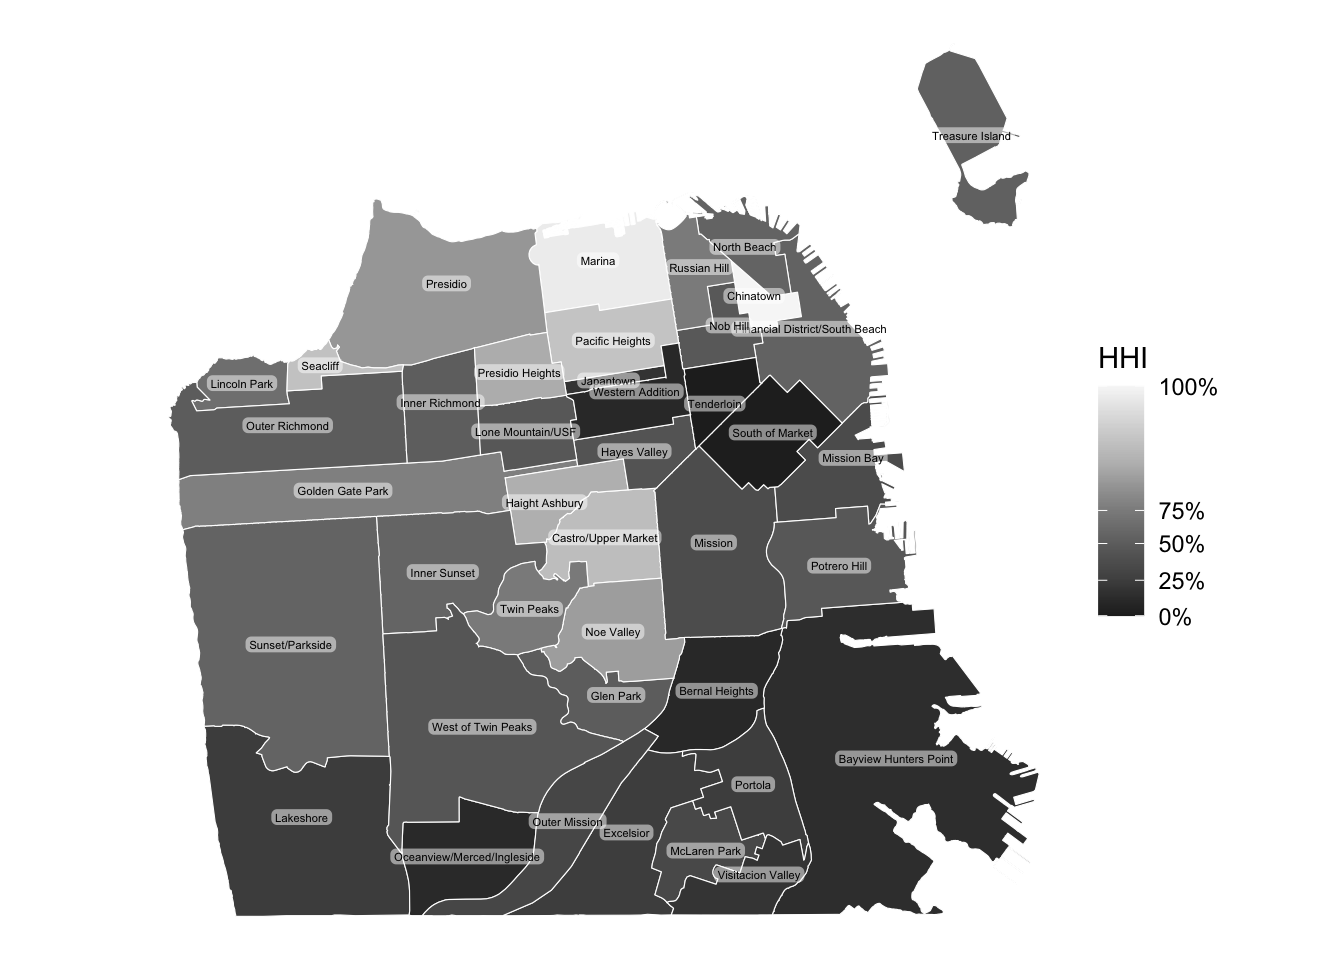 Treasure Island
North Beach
Marina
Russian Hill
Presidio
Chinatown
Nob Hill
Financial District/South Beach
Pacific Heights
Seacliff
Presidio Heights
Japantown
Lincoln Park
Western Addition
Inner Richmond
Tenderloin
Outer Richmond
Lone Mountain/USF
South of Market
Hayes Valley
Mission Bay
Golden Gate Park
Haight Ashbury
Castro/Upper Market
Mission
Potrero Hill
Inner Sunset
Twin Peaks
Noe Valley
Sunset/Parkside
Bernal Heights
Glen Park
West of Twin Peaks
Bayview Hunters Point
Portola
Lakeshore
Outer Mission
Excelsior
McLaren Park
Oceanview/Merced/Ingleside
Visitacion Valley
HHI
100%
75%
50%
25%
0%